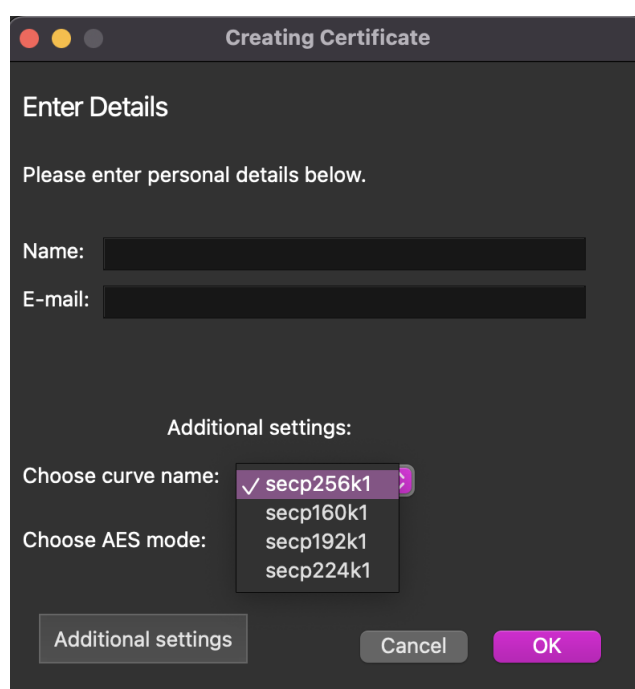 Creating Certificate
Enter Details
Please enter personal details below.
Name:
E-mail:
Additional settings:
Choose curve name:
✓ secp256k1
secp160k1
secp192k1
secp224k1
Choose AES mode:
Additional settings
Cancel
OK